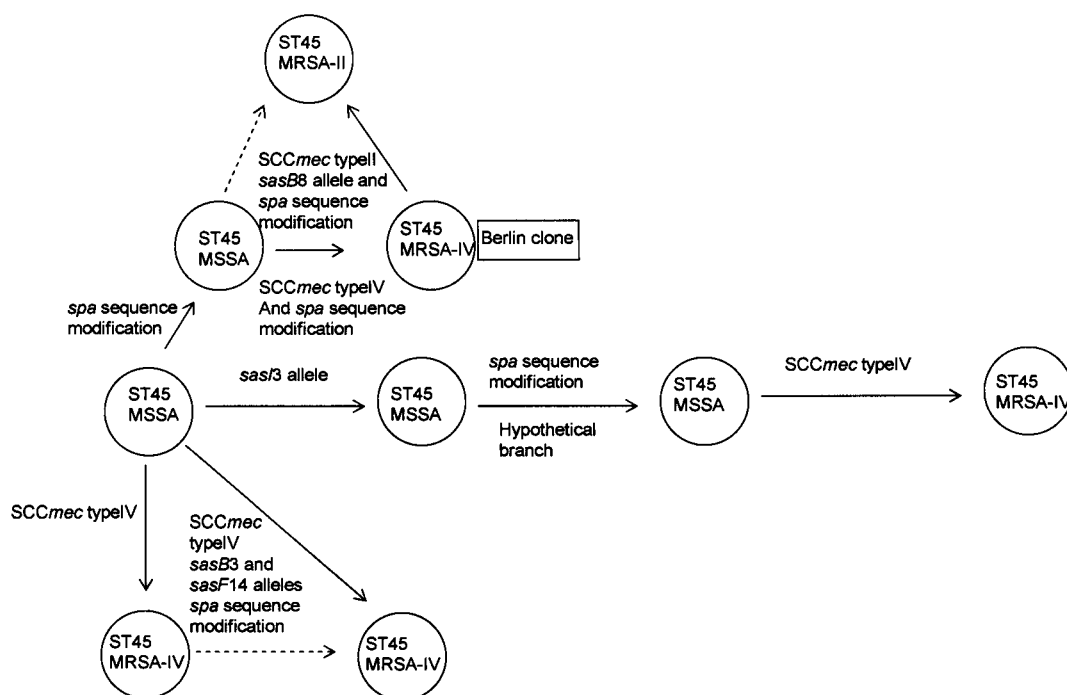 ST45
MRSA-II
SCCmec typeII
sasB8 allele and
spa sequence
modification
ST45
MSSA
ST45
MRSA-IV
Berlin clone
SCCmec typeIV
And spa sequence
modification
spa sequence
modification
ST45
MSSA
sasI3 allele
ST45
MSSA
spa sequence
modification
Hypothetical
branch
ST45
MSSA
SCCmec typeIV
ST45
MRSA-IV
SCCmec typeIV
SCCmec
typeIV
sasB3 and
sasF14 alleles
spa sequence
modification
ST45
MRSA-IV
ST45
MRSA-IV